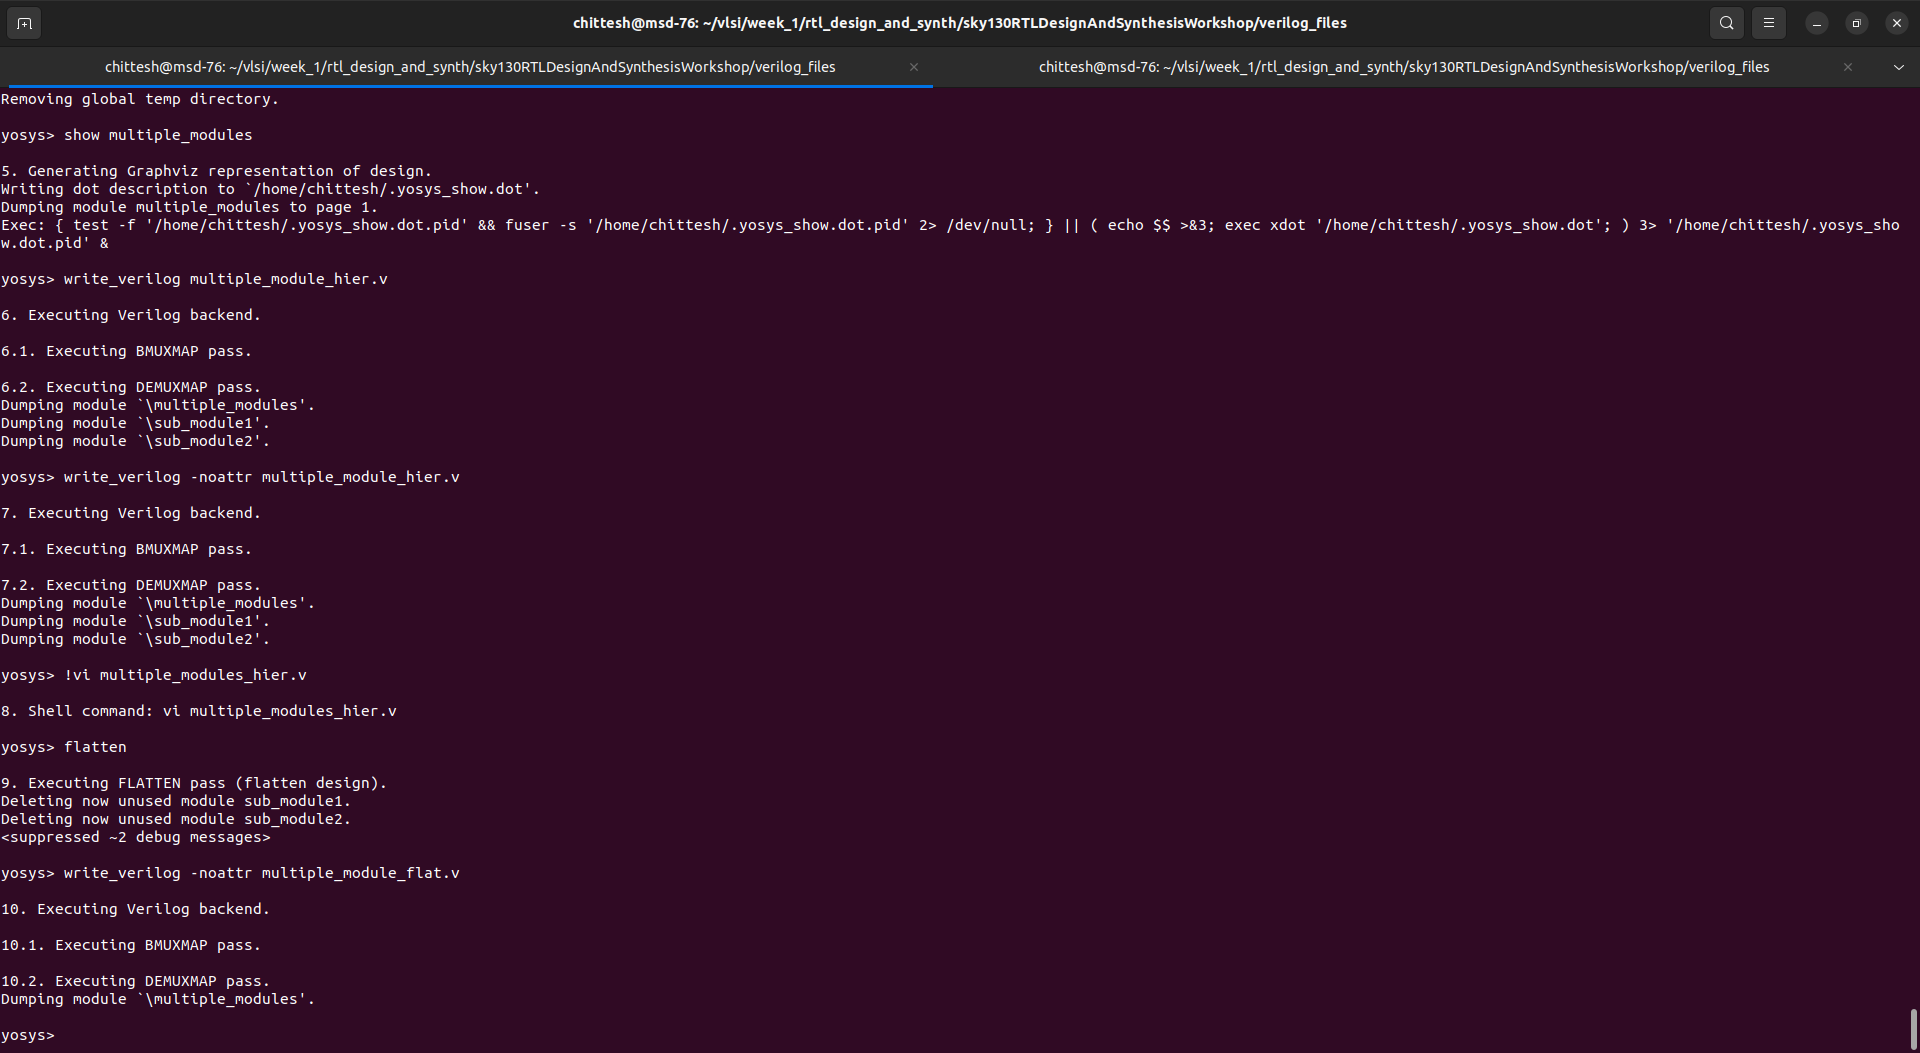 chittesh@msd-76: ~/vlsi/week_1/rtl_design_and_synth/sky130RTLDesignAndSynthesisWorkshop/verilog_files
chittesh@msd-76: ~/vlsi/week_1/rtl_design_and_synth/sky130RTLDesignAndSynthesisWorkshop/verilog_files
chittesh@msd-76: ~/vlsi/week_1/rtl_design_and_synth/sky130RTLDesignAndSynthesisWorkshop/verilog_files
Removing global temp directory.
yosys> show multiple_modules
5. Generating Graphviz representation of design.
Writing dot description to `/home/chittesh/.yosys_show.dot'.
Dumping module multiple_modules to page 1.
Exec: { test -f '/home/chittesh/.yosys_show.dot.pid' && fuser -s '/home/chittesh/.yosys_show.dot.pid' 2> /dev/null; } || ( echo $$ >&3; exec xdot '/home/chittesh/.yosys_show.dot'; ) 3> '/home/chittesh/.yosys_sho
w.dot.pid' &
yosys> write_verilog multiple_module_hier.v
6. Executing Verilog backend.
6.1. Executing BMUXMAP pass.
6.2. Executing DEMUXMAP pass.
Dumping module `\multiple_modules'.
Dumping module `\sub_module1'.
Dumping module `\sub_module2'.
yosys> write_verilog -noattr multiple_module_hier.v
7. Executing Verilog backend.
7.1. Executing BMUXMAP pass.
7.2. Executing DEMUXMAP pass.
Dumping module `\multiple_modules'.
Dumping module `\sub_module1'.
Dumping module `\sub_module2'.
yosys> !vi multiple_modules_hier.v
8. Shell command: vi multiple_modules_hier.v
yosys> flatten
9. Executing FLATTEN pass (flatten design).
Deleting now unused module sub_module1.
Deleting now unused module sub_module2.
<suppressed ~2 debug messages>
yosys> write_verilog -noattr multiple_module_flat.v
10. Executing Verilog backend.
10.1. Executing BMUXMAP pass.
10.2. Executing DEMUXMAP pass.
Dumping module `\multiple_modules'.
yosys>